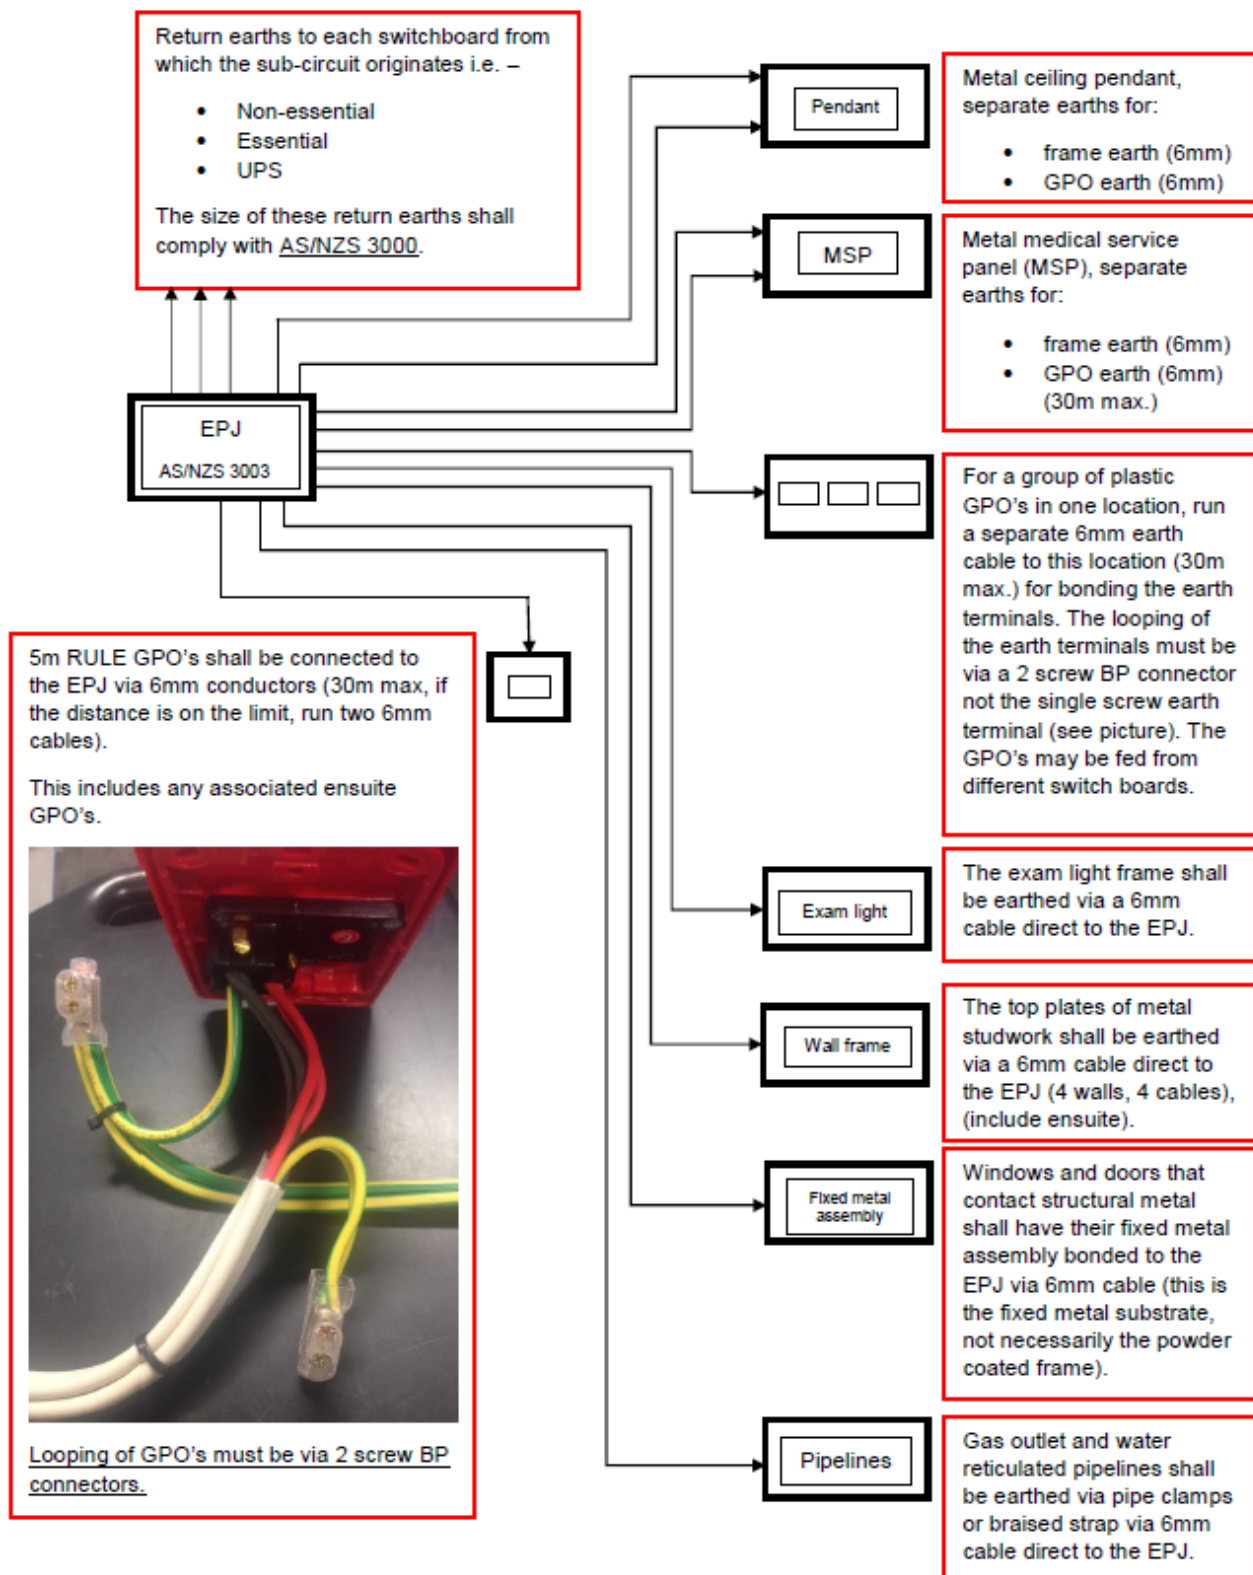 Return earths to each switchboard from
which the sub-circuit originates i.e. –
• Non-essential
• Essential
• UPS
The size of these return earths shall
comply with AS/NZS 3000.
EPJ
AS/NZS 3003
5m RULE GPO's shall be connected to
the EPJ via 6mm conductors (30m max, if
the distance is on the limit, run two 6mm
cables).
This includes any associated ensuite
GPO's.
Looping of GPO's must be via 2 screw BP
connectors.
Pendant
Metal ceiling pendant,
separate earths for:
• frame earth (6mm)
• GPO earth (6mm)
MSP
Metal medical service
panel (MSP), separate
earths for:
• frame earth (6mm)
• GPO earth (6mm)
(30m max.)
For a group of plastic
GPO's in one location, run
a separate 6mm earth
cable to this location (30m
max.) for bonding the earth
terminals. The looping of
the earth terminals must be
via a 2 screw BP connector
not the single screw earth
terminal (see picture). The
GPO's may be fed from
different switch boards.
Exam light
The exam light frame shall
be earthed via a 6mm
cable direct to the EPJ.
Wall frame
The top plates of metal
studwork shall be earthed
via a 6mm cable direct to
the EPJ (4 walls, 4 cables),
(include ensuite).
Fixed metal
assembly
Windows and doors that
contact structural metal
shall have their fixed metal
assembly bonded to the
EPJ via 6mm cable (this is
the fixed metal substrate,
not necessarily the powder
coated frame).
Pipelines
Gas outlet and water
reticulated pipelines shall
be earthed via pipe clamps
or braised strap via 6mm
cable direct to the EPJ.